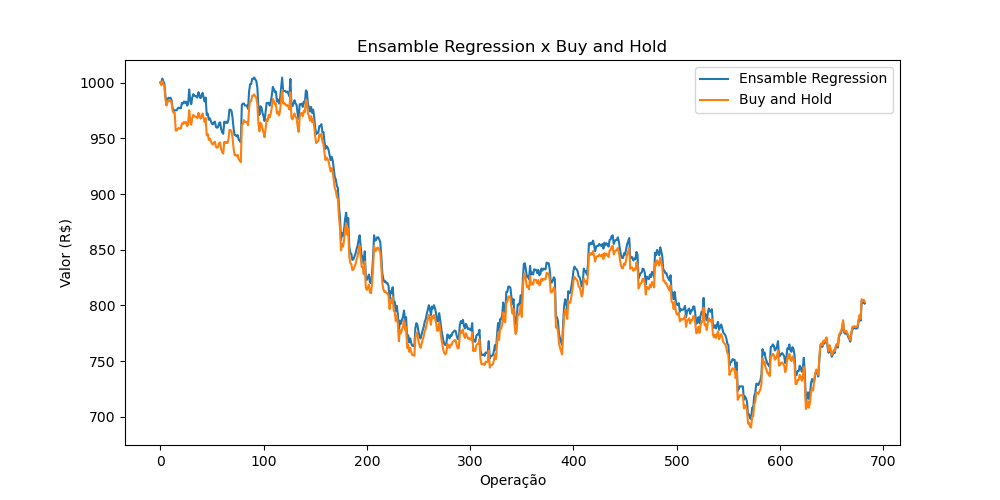 Ensamble Regression x Buy and Hold
Ensamble Regression
Buy and Hold
Valor (R$)
1000
950
900
850
800
750
700
0 100 200 300 400 500 600 700
Operação